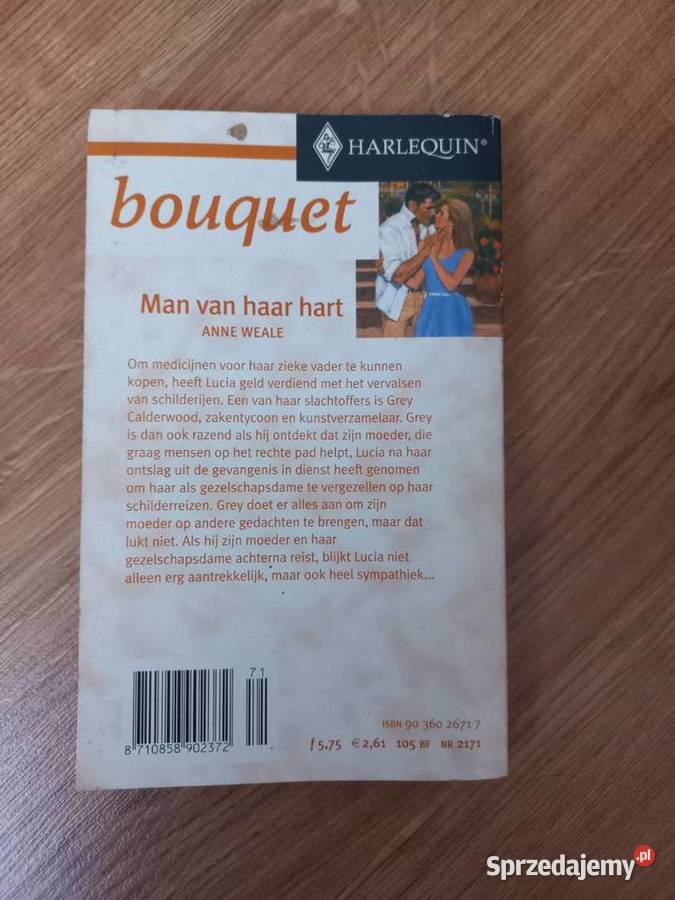 HARLEQUIN®
bouquet
Man van haar hart
ANNE WEALE
Om medicijnen voor haar zieke vader te kunnen
kopen, heeft Lucia geld verdiend met het vervalsen
van schilderijen. Een van haar slachtoffers is Grey
Calderwood, zakentycoon en kunstverzamelaar. Grey
is dan ook razend als hij ontdekt dat zijn moeder, die
graag mensen op het rechte pad helpt, Lucia na haar
ontslag uit de gevangenis in dienst heeft genomen
om haar als gezelschapsdame te vergezellen op haar
schilderreizen. Grey doet er alles aan om zijn
moeder op andere gedachten te brengen, maar dat
lukt niet. Als hij zijn moeder en haar
gezelschapsdame achterna reist, blijkt Lucia niet
alleen erg aantrekkelijk, maar ook heel sympathiek...
71
8 710858 902372
ISBN 90 360 2671 7
ƒ 5,75 € 2,61 105 BF NR 2171
Sprzedajemy.pl